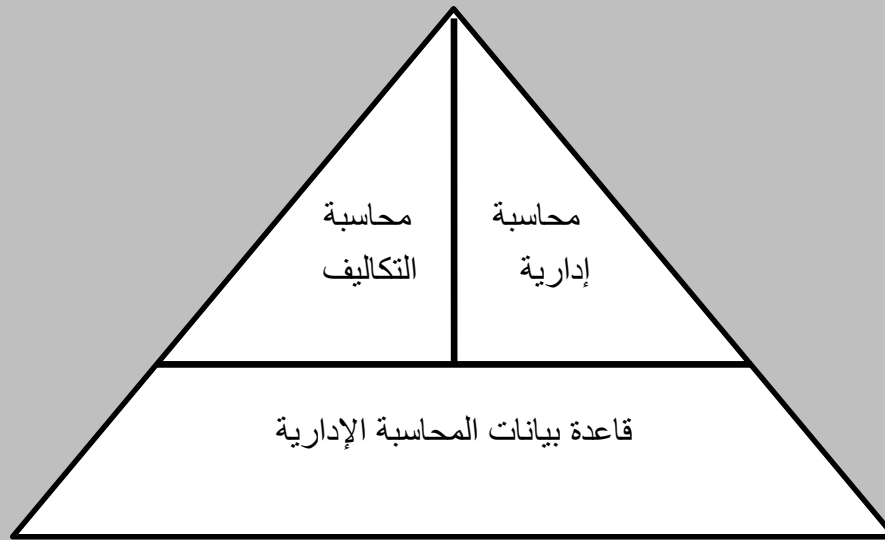 محاسبة
إدارية
محاسبة
التكاليف
قاعدة بيانات المحاسبة الإدارية